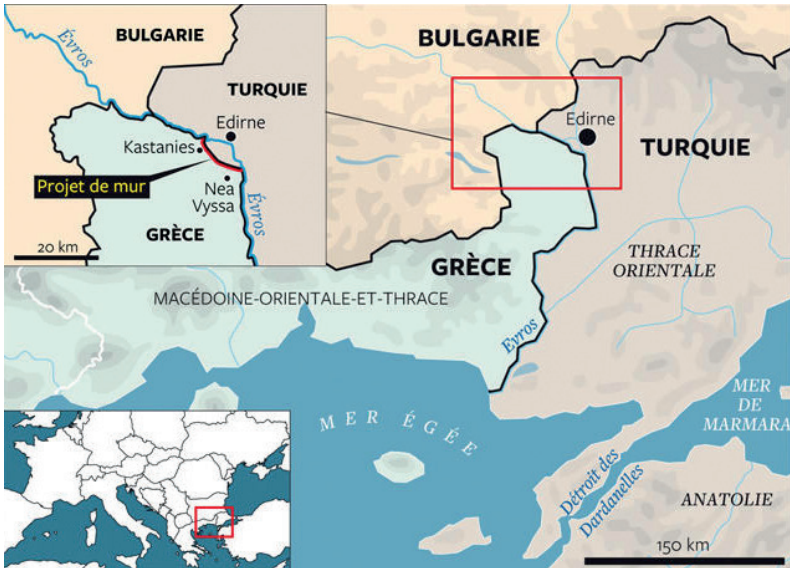 BULGARIE
Évros
TURQUIE
Edirne
Kastanies
Projet de mur
Nea
Vyssa
Évros
GRÈCE
20 km
BULGARIE
Edirne
TURQUIE
THRACE
ORIENTALE
GRÈCE
MACÉDOINE-ORIENTALE-ET-THRACE
Évros
MER ÉGÉE
MER
DE
MARMARA
Détroit des
Dardanelles
ANATOLIE
150 km